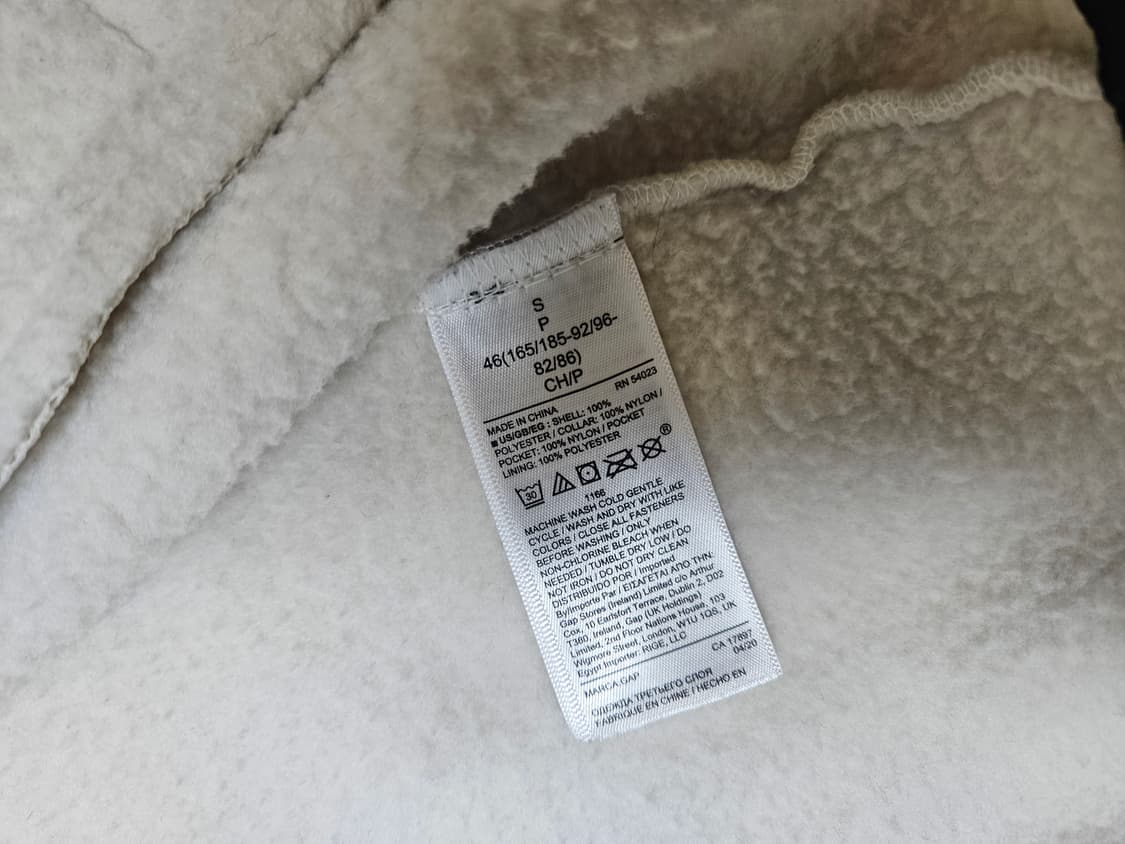 S
P
46(165/185-92/96-
82/86)
CH/P
RN 54023
MADE IN CHINA
■ US/GB/EG : SHELL: 100%
POLYESTER / COLLAR: 100% NYLON /
POCKET: 100% NYLON / POCKET
LINING: 100% POLYESTER
30
®
1166
MACHINE WASH COLD GENTLE
CYCLE / WASH AND DRY WITH LIKE
COLORS / CLOSE ALL FASTENERS
BEFORE WASHING / ONLY
NON-CHLORINE BLEACH WHEN
NEEDED / TUMBLE DRY LOW / DO
NOT IRON / DO NOT DRY CLEAN
DISTRIBUIDO POR / Imported
By/Importe Par / ΕΙΣΑΓΕΤΑΙ ΑΠΟ ΤΗΝ:
Gap Stores (Ireland) Limited c/o Arthur
Cox, 10 Earlsfort Terrace, Dublin 2, D02
T380, Ireland, Gap (UK Holdings)
Limited, 2nd Floor Nations House, 103
Wigmore Street, London, W1U 1QS, UK
Egypt Importer: RIGE, LLC
CA 17897
04/20
MARCA GAP
ОДЕЖДА ТРЕТЬЕГО СЛОЯ
FABRIQUE EN CHINE / HECHO EN